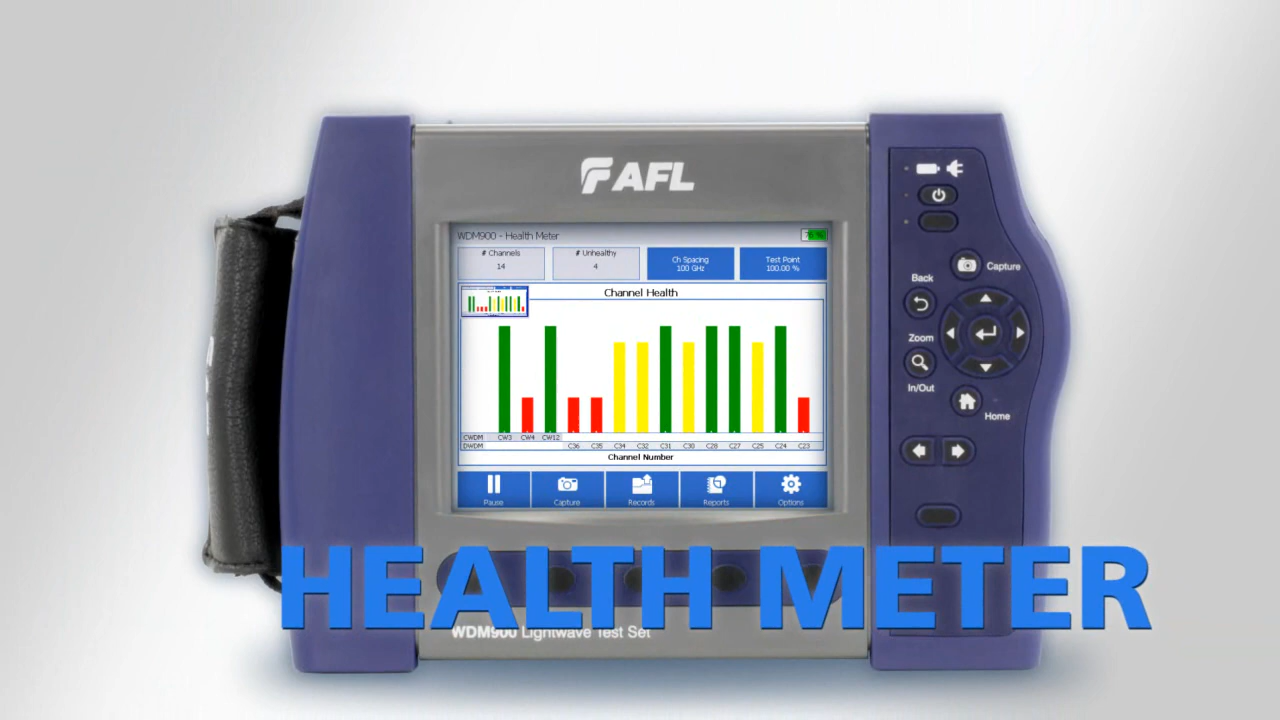 AFL
WDM900 - Health Meter
76 %
# Channels
14
# Unhealthy
4
Ch Spacing
100 GHz
Test Point
100.00 %
Channel Health
CWDM CW3 CW4 CW12
DWDM C36 C35 C34 C32 C31 C30 C28 C27 C25 C24 C23
Channel Number
Pause Capture Records Reports Options
Capture
Back
Zoom
In/Out
Home
HEALTH METER
WDM900 Lightwave Test Set